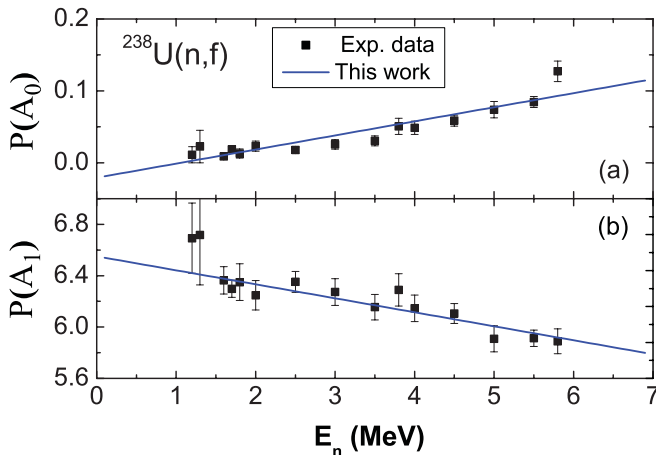 0.2
0.1
0.0
P(A₀)
²³⁸U(n,f)
Exp. data
This work
(a)
6.8
6.4
6.0
5.6
P(A₁)
(b)
0 1 2 3 4 5 6 7
Eₙ (MeV)